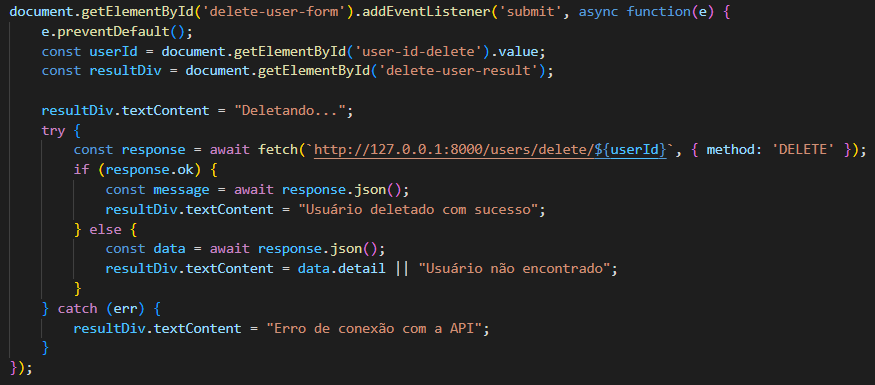 document.getElementById('delete-user-form').addEventListener('submit', async function(e) {
    e.preventDefault();
    const userId = document.getElementById('user-id-delete').value;
    const resultDiv = document.getElementById('delete-user-result');

    resultDiv.textContent = "Deletando...";
    try {
        const response = await fetch(`http://127.0.0.1:8000/users/delete/${userId}`, { method: 'DELETE' });
        if (response.ok) {
            const message = await response.json();
            resultDiv.textContent = "Usuário deletado com sucesso";
        } else {
            const data = await response.json();
            resultDiv.textContent = data.detail || "Usuário não encontrado";
        }
    } catch (err) {
        resultDiv.textContent = "Erro de conexão com a API";
    }
});